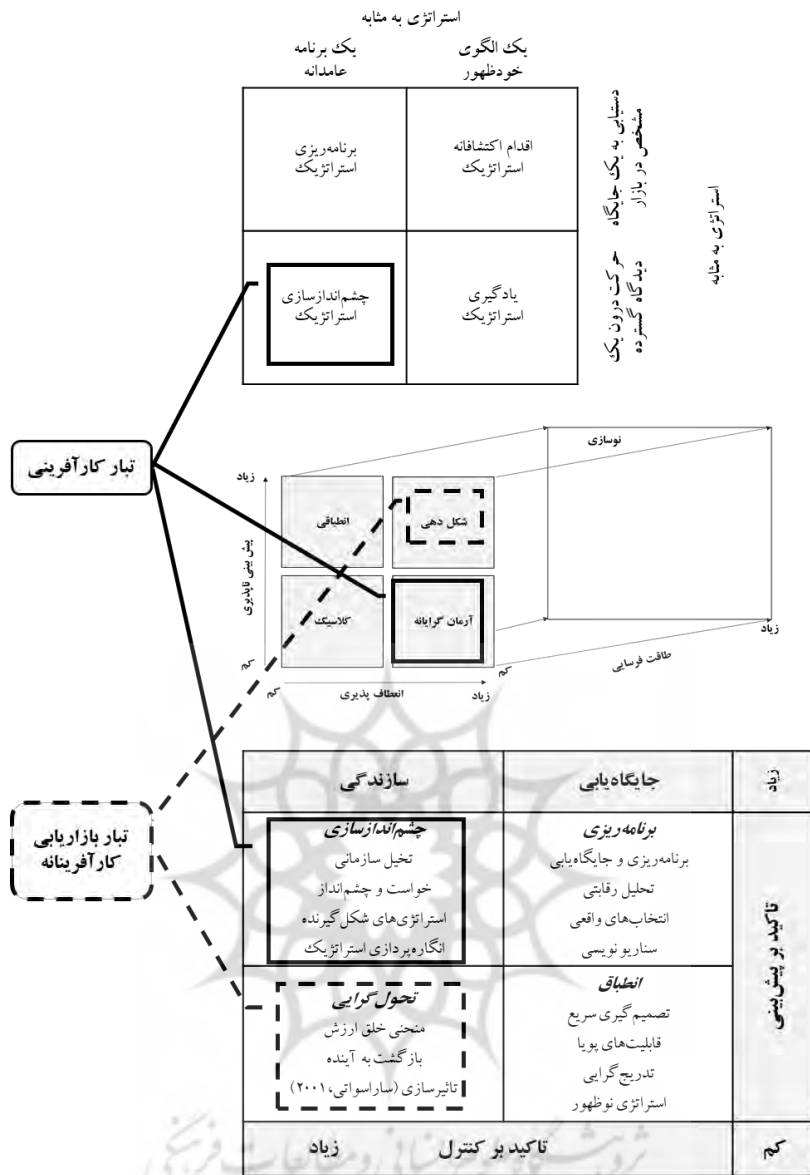 استراتژی به مثابه
یک الگوی
خودظهور
یک برنامه
عامدانه
دستیابی به یک جایگاه
مشخص در بازار
استراتژی به مثابه
اقدام اکتشافانه
استراتژیک
برنامه‌ریزی
استراتژیک
حرکت درون یک
دیدگاه گسترده
یادگیری
استراتژیک
چشم‌اندازسازی
استراتژیک
تبار کارآفرینی
نوسازی
زیاد
پیش بینی ناپذیری
کم
شکل دهی
انطباقی
آرمان گرایانه
کلاسیک
زیاد
طاقت فرسایی
کم
زیاد
انعطاف پذیری
کم
تبار بازاریابی
کارآفرینانه
زیاد
جایگاه‌یابی
سازندگی
تاکید بر پیش‌بینی
برنامه‌ریزی
برنامه‌ریزی و جایگاه‌یابی
تحلیل رقابتی
انتخاب‌های واقعی
سناریو نویسی
چشم‌اندازسازی
تخیل سازمانی
خواست و چشم‌انداز
استراتژی‌های شکل‌گیرنده
انگاره‌پردازی استراتژیک
انطباق
تصمیم گیری سریع
قابلیت‌های پویا
تدریج‌گرایی
استراتژی نوظهور
تحول‌گرایی
منحنی خلق ارزش
بازگشت به آینده
تاثیرسازی (ساراسواتی، ۲۰۰۱)
کم
تاکید بر کنترل
زیاد